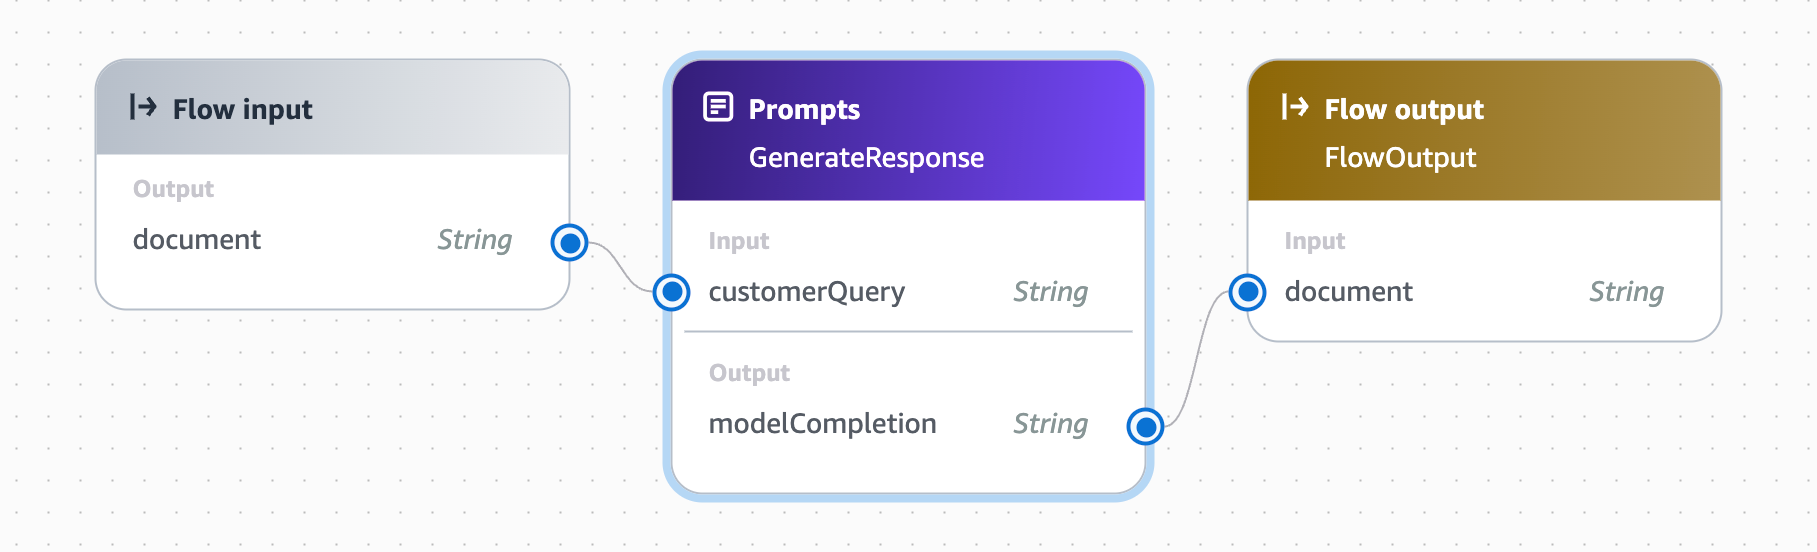 Flow input
Output
document String
Prompts
GenerateResponse
Input
customerQuery String
Output
modelCompletion String
Flow output
FlowOutput
Input
document String